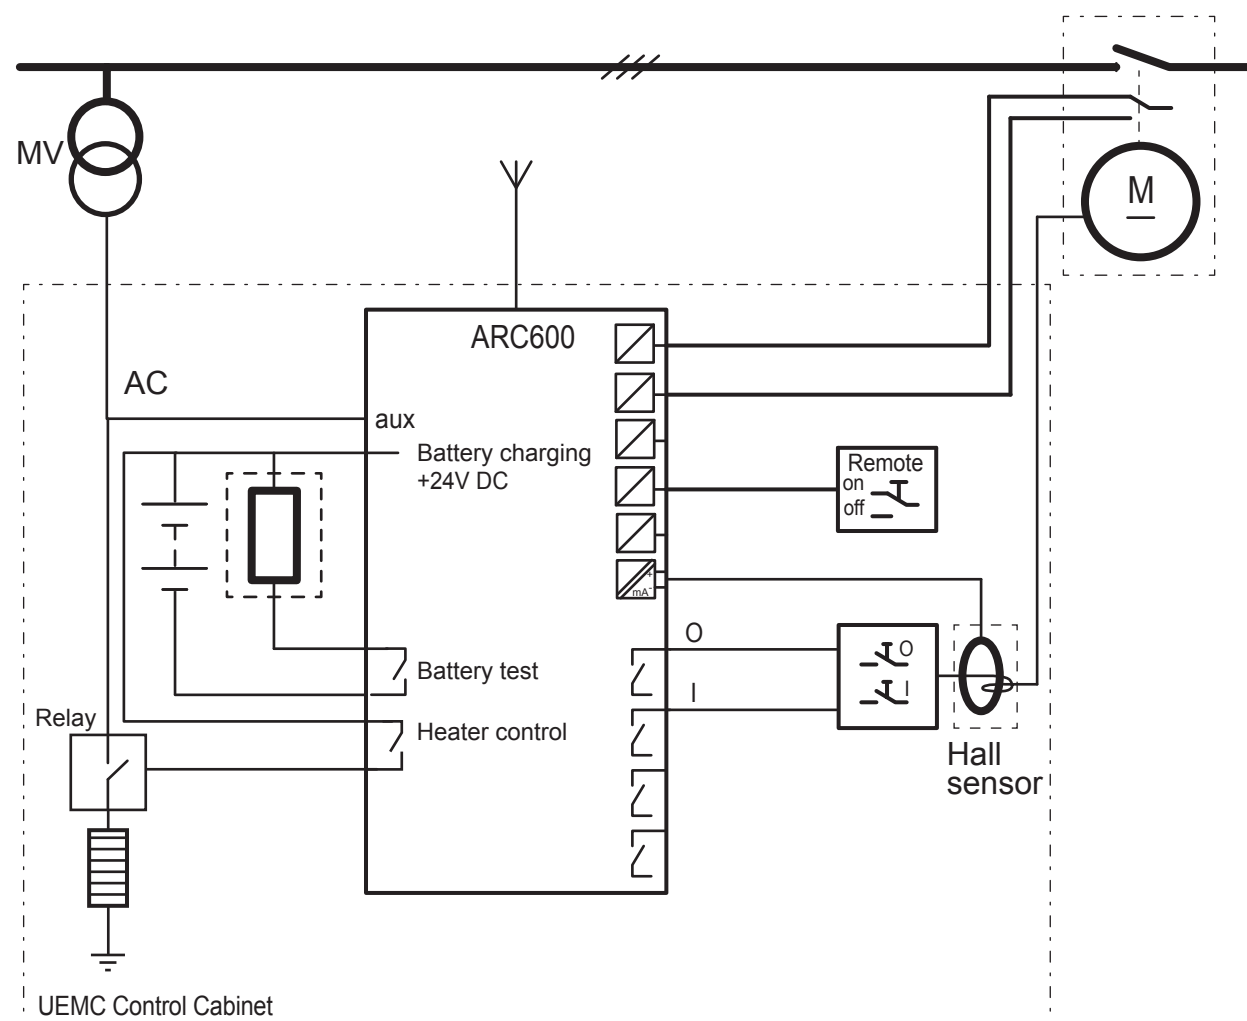 MV
M
ARC600
AC
aux
Battery charging
+24V DC
Remote
on
off
+
mA-
O
O
I
I
Battery test
Relay
Heater control
Hall
sensor
UEMC Control Cabinet